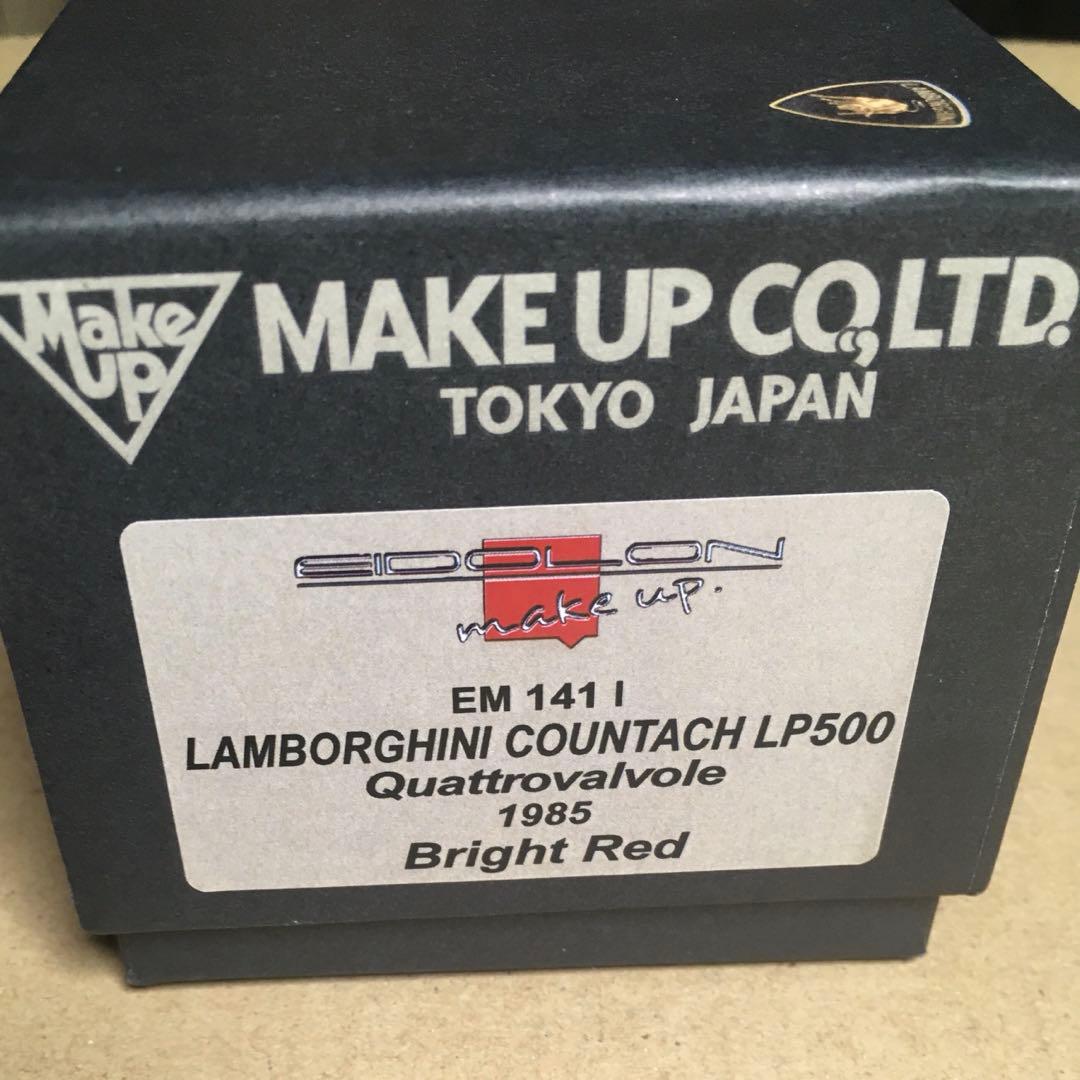 LAMBORGHINI
Make UP
MAKE UP CO., LTD.
TOKYO JAPAN
EIDOLON
make up.
EM 141 I
LAMBORGHINI COUNTACH LP500
Quattrovalvole
1985
Bright Red